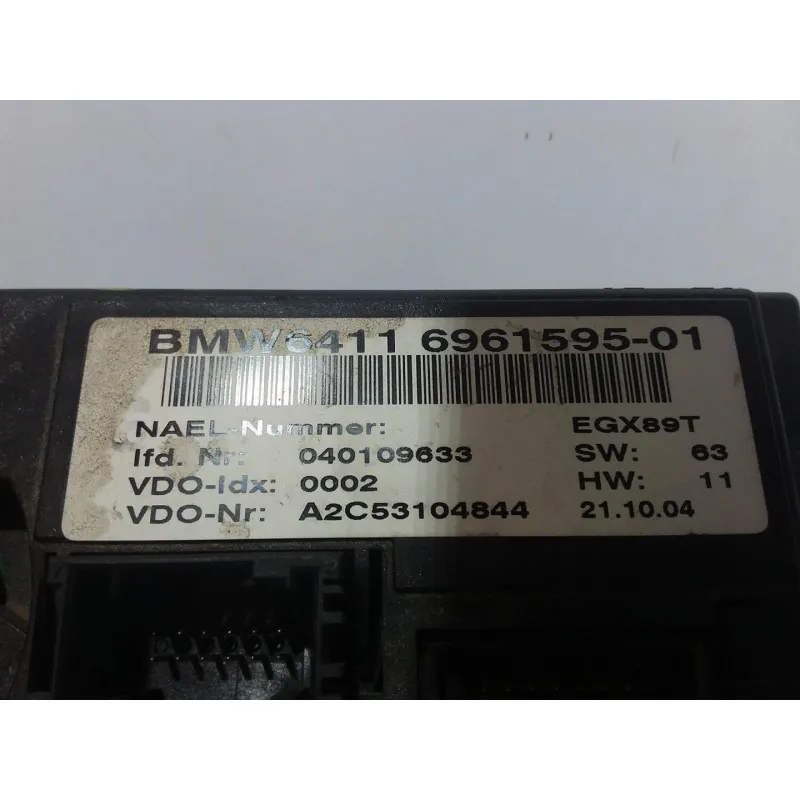 BMW6411 6961595-01
NAEL-Nummer: EGX89T
lfd. Nr: 040109633 SW: 63
VDO-Idx: 0002 HW: 11
VDO-Nr: A2C53104844 21.10.04